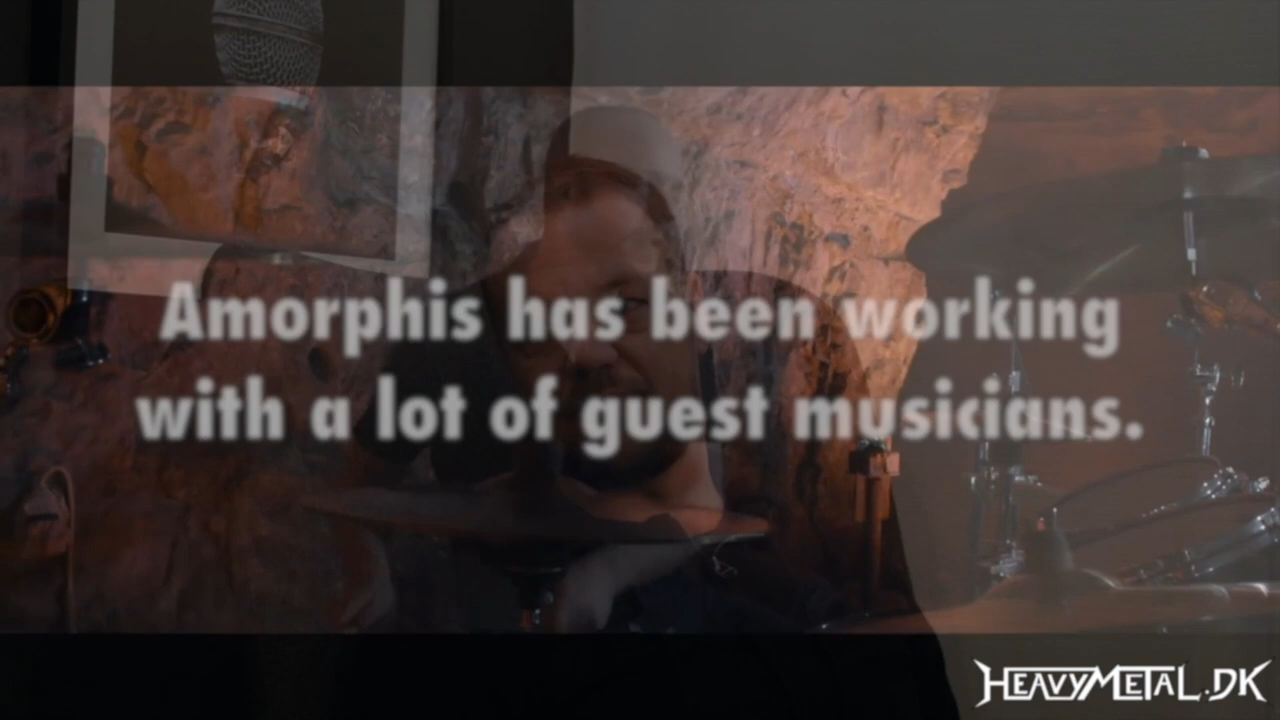 Amorphis has been working
with a lot of guest musicians.
HEAVYMETAL.DK